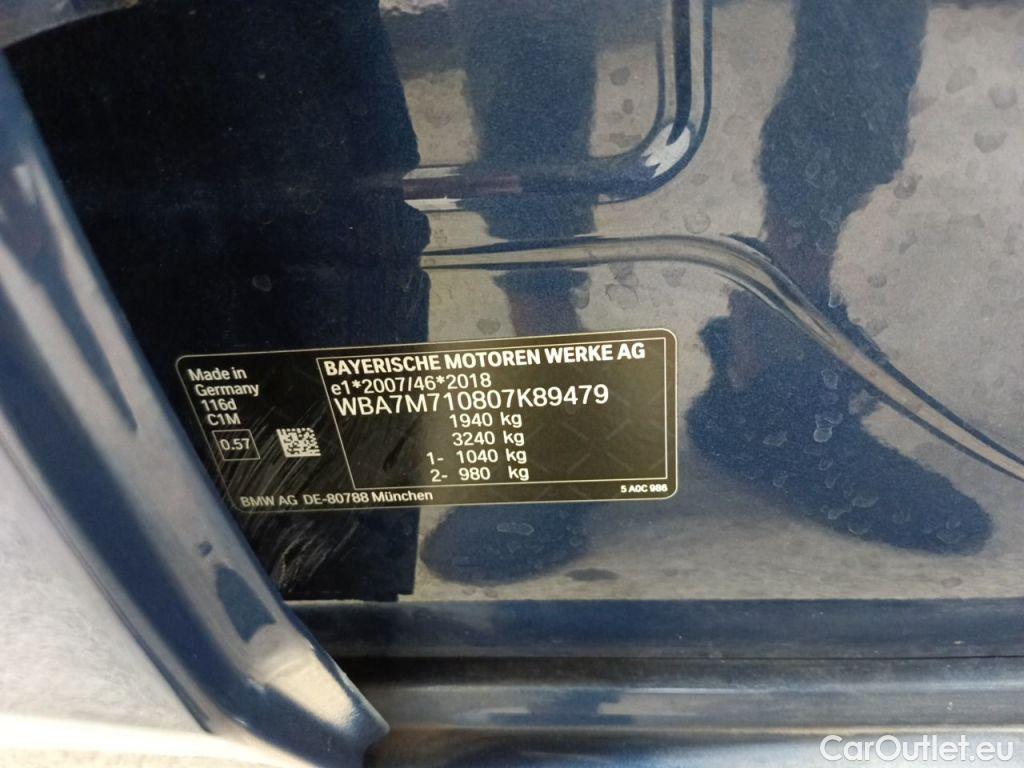 Made in
Germany
116d
C1M
0.57
BAYERISCHE MOTOREN WERKE AG
e1*2007/46*2018
WBA7M710807K89479
1940 kg
3240 kg
1- 1040 kg
2- 980 kg
BMW AG DE-80788 München
5 A0C 986
CarOutlet.eu